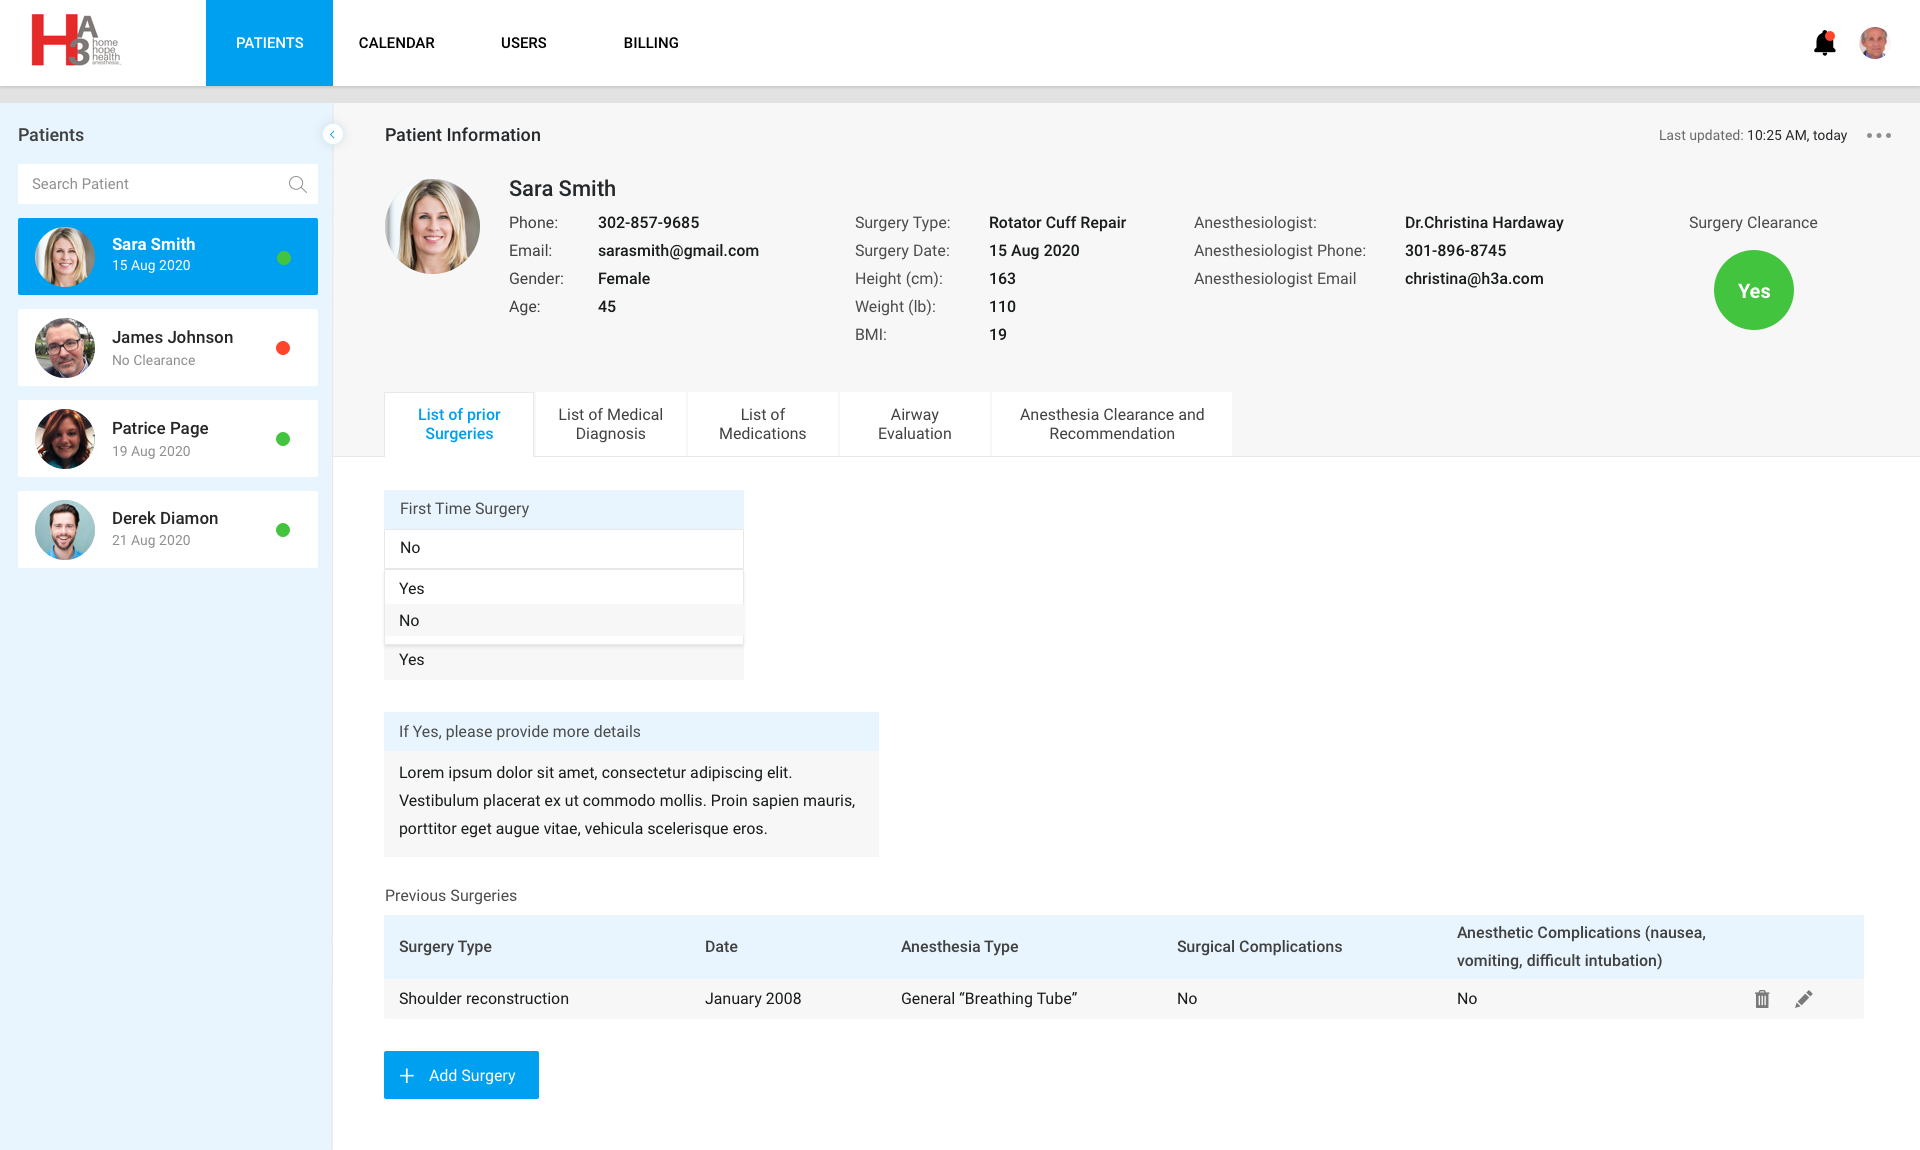 HA3 home hope health anesthesia
PATIENTS
CALENDAR
USERS
BILLING
Patients
Search Patient
Sara Smith
15 Aug 2020
James Johnson
No Clearance
Patrice Page
19 Aug 2020
Derek Diamon
21 Aug 2020
Patient Information
Last updated: 10:25 AM, today
Sara Smith
Phone: 302-857-9685
Email: sarasmith@gmail.com
Gender: Female
Age: 45
Surgery Type: Rotator Cuff Repair
Surgery Date: 15 Aug 2020
Height (cm): 163
Weight (lb): 110
BMI: 19
Anesthesiologist: Dr.Christina Hardaway
Anesthesiologist Phone: 301-896-8745
Anesthesiologist Email christina@h3a.com
Surgery Clearance
Yes
List of prior
Surgeries
List of Medical
Diagnosis
List of
Medications
Airway
Evaluation
Anesthesia Clearance and
Recommendation
First Time Surgery
No
Yes
No
Yes
If Yes, please provide more details
Lorem ipsum dolor sit amet, consectetur adipiscing elit.
Vestibulum placerat ex ut commodo mollis. Proin sapien mauris,
porttitor eget augue vitae, vehicula scelerisque eros.
Previous Surgeries
Surgery Type
Date
Anesthesia Type
Surgical Complications
Anesthetic Complications (nausea,
vomiting, difficult intubation)
Shoulder reconstruction
January 2008
General “Breathing Tube”
No
No
Add Surgery